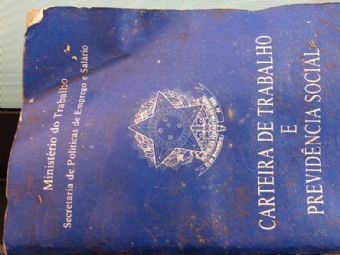 Ministério do Trabalho
Secretaria de Políticas de Emprego e Salário
CARTEIRA DE TRABALHO
E
PREVIDÊNCIA SOCIAL